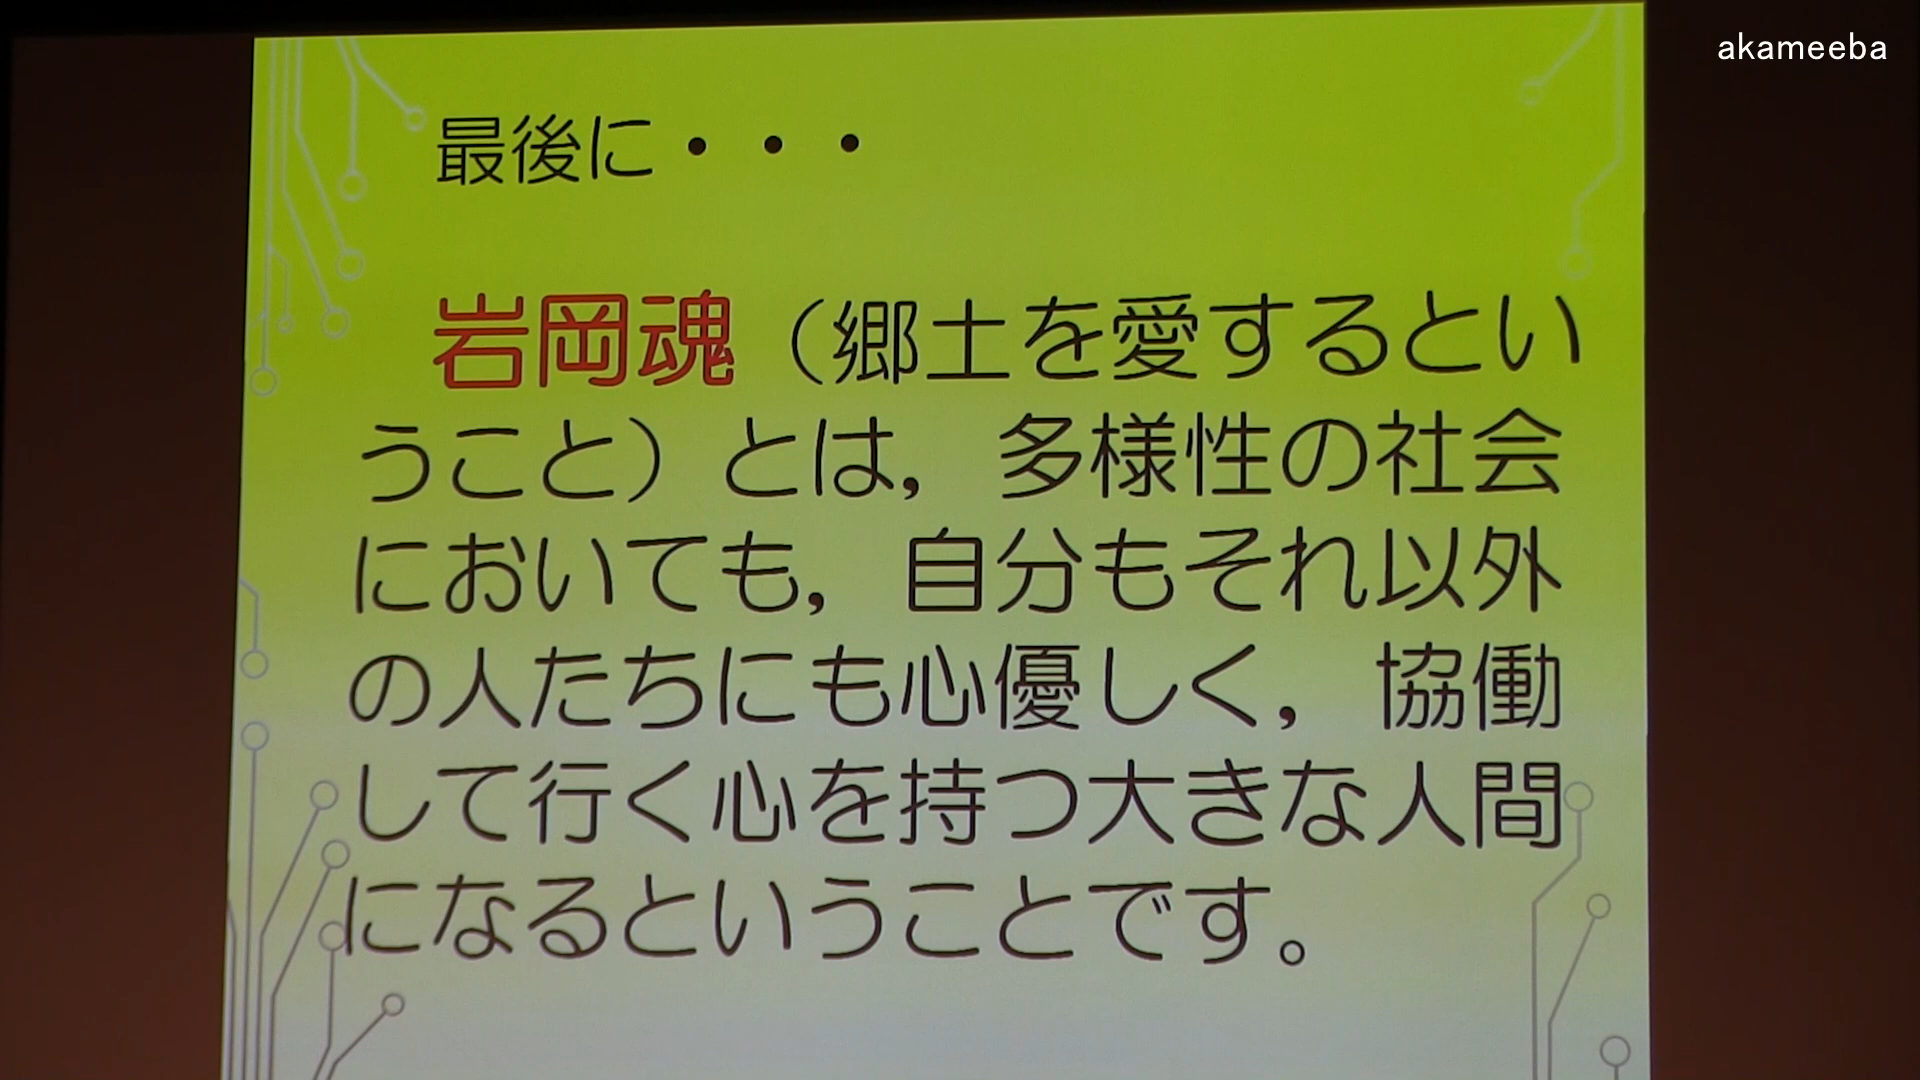 akameeba
最後に・・・
岩岡魂（郷土を愛するとい
うこと）とは，多様性の社会
においても，自分もそれ以外
の人たちにも心優しく，協働
して行く心を持つ大きな人間
になるということです。